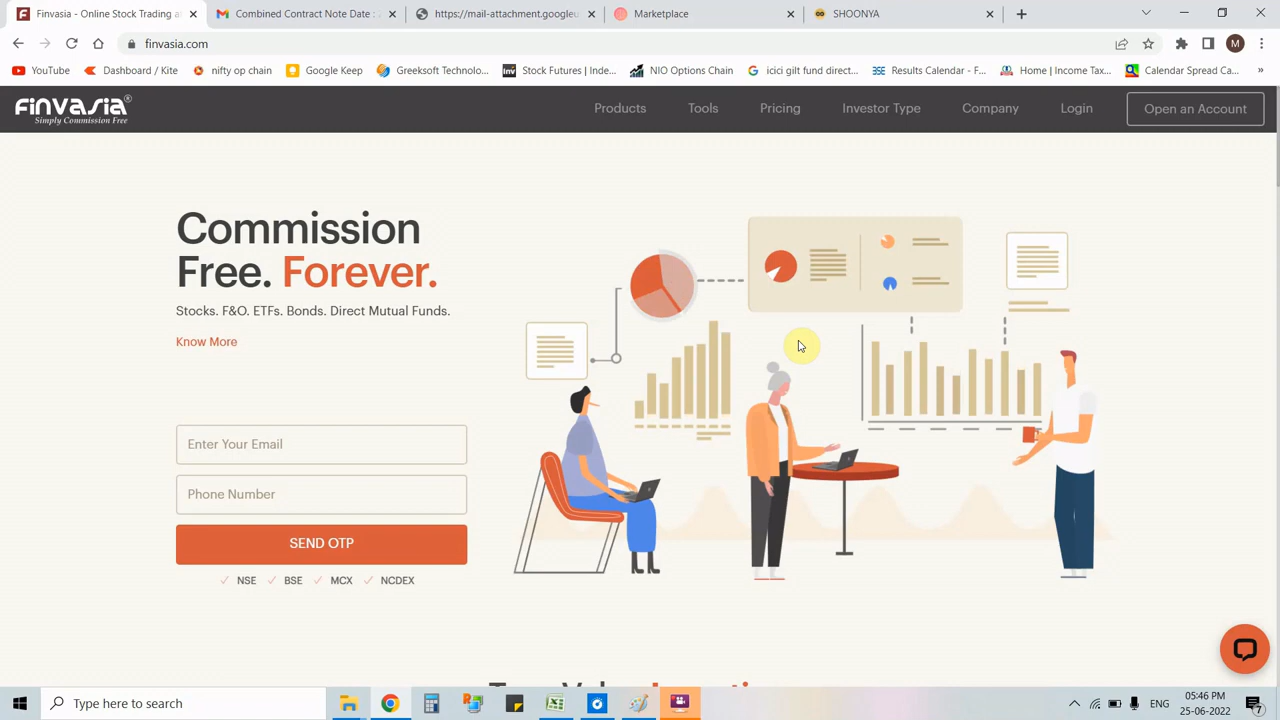 Stocks Online Trading a
Combined Contract Note Date :
https://mail-attachment.googleu
Marketplace
SHOONYA
finvasia.com
M
YouTube
Dashboard / Kite
nifty op chain
Google Keep
Greeksoft Technolo...
Inv
Stock Futures | Inde...
NIO Options Chain
icici gilt fund direct...
Results Calendar - F...
Home | Income Tax...
Calendar Spread Ca...
»
finvasia®
Simply Commission Free
Products
Tools
Pricing
Investor Type
Company
Login
Open an Account
Commission
Free. Forever.
Stocks. F&O. ETFs. Bonds. Direct Mutual Funds.
Know More
Enter Your Email
Phone Number
SEND OTP
NSE BSE MCX NCDEX
Type here to search
ENG
05:46 PM
25-06-2022
7